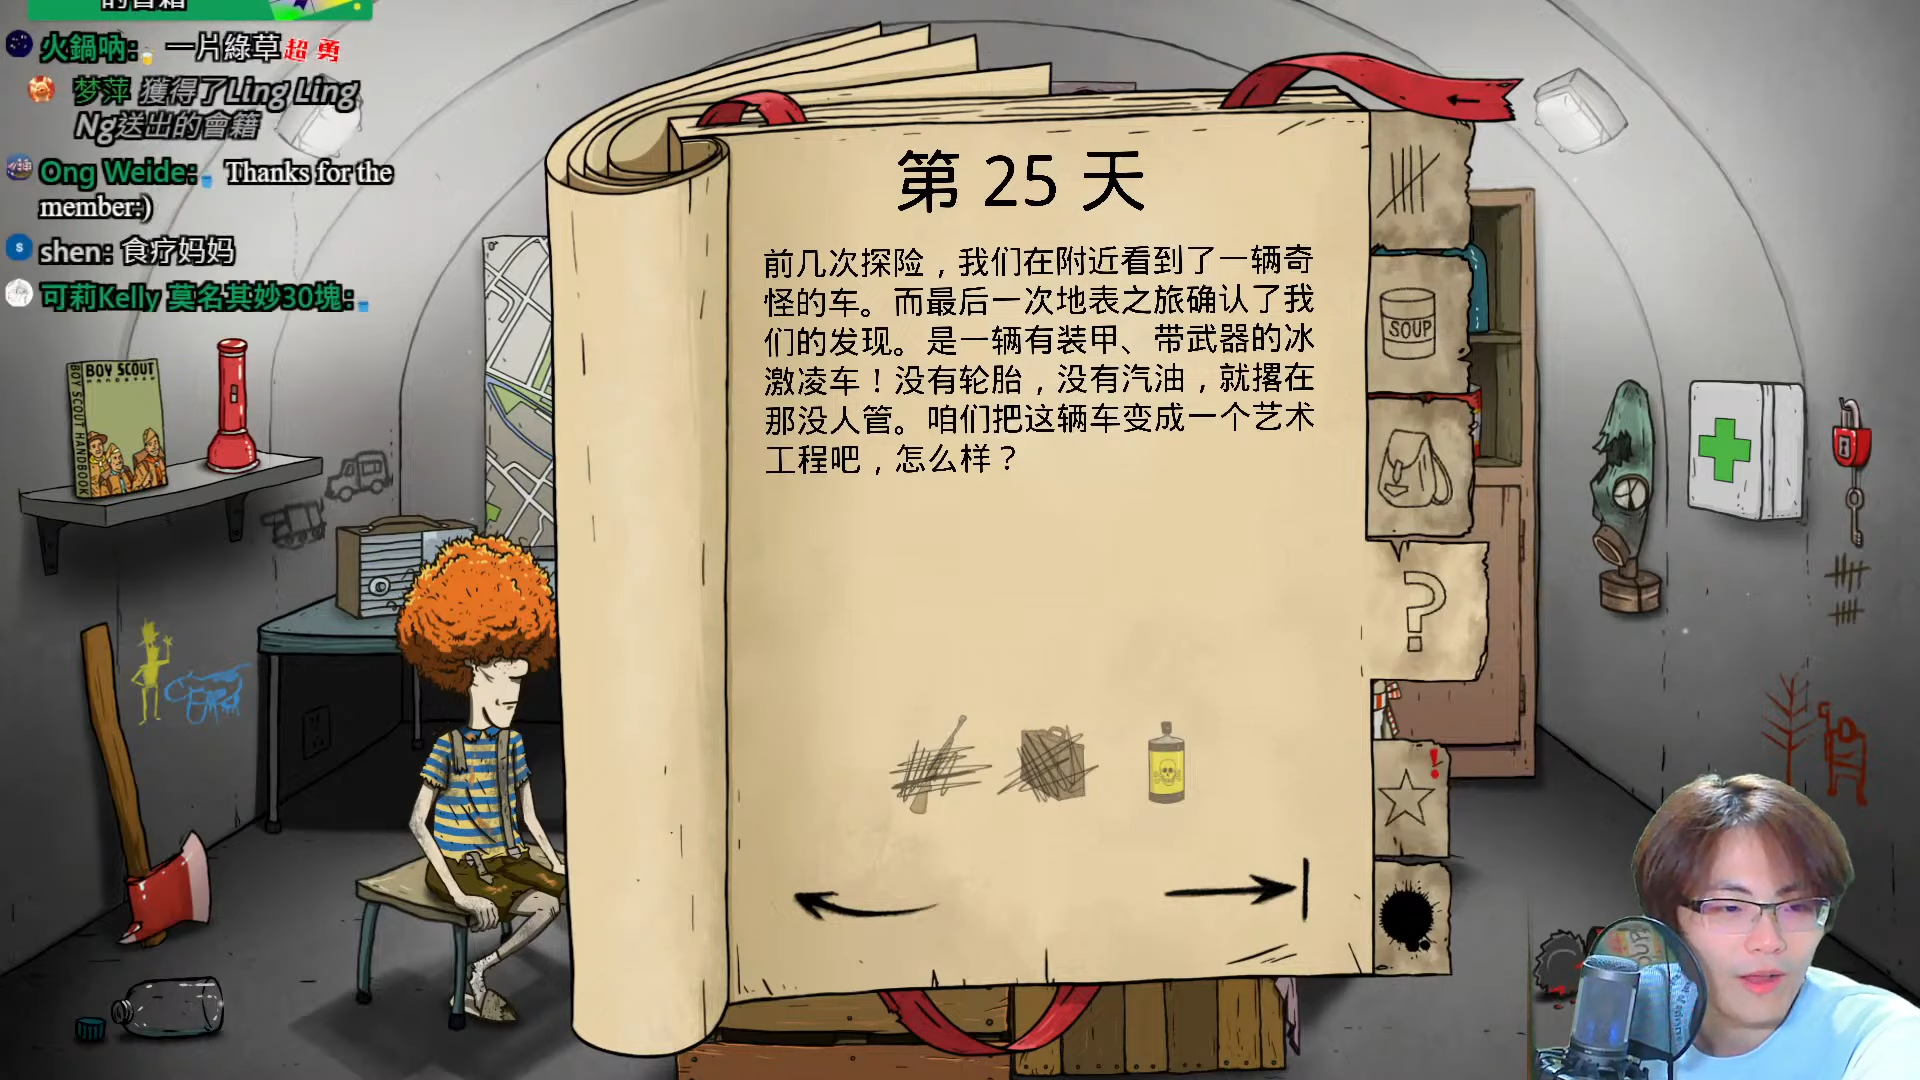 的會籍
火鍋吶: 一片綠草超勇
梦萍 獲得了Ling Ling
Ng送出的會籍
Ong Weide: Thanks for the
member:)
shen: 食疗妈妈
可莉Kelly 莫名其妙30塊:
BOY SCOUT
HANDBOOK
BOY SCOUT HANDBOOK
第 25 天
前几次探险，我们在附近看到了一辆奇
怪的车。而最后一次地表之旅确认了我
们的发现。是一辆有装甲、带武器的冰
激凌车！没有轮胎，没有汽油，就撂在
那没人管。咱们把这辆车变成一个艺术
工程吧，怎么样？
SOUP
?
!